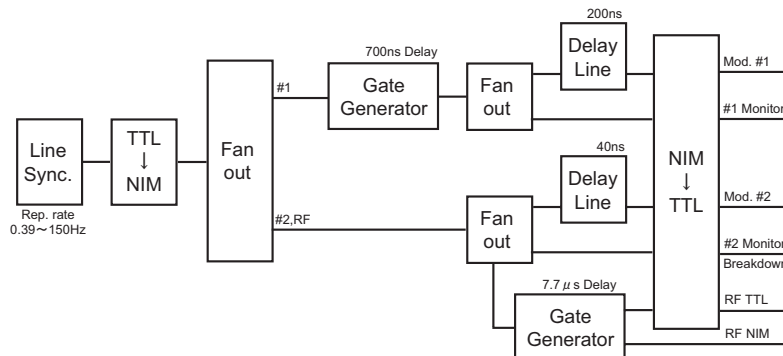 200ns
700ns Delay
Delay
Line
Mod. #1
#1
Gate
Generator
Fan
out
#1 Monitor
Line
Sync.
TTL
↓
NIM
Fan
out
NIM
↓
TTL
40ns
Delay
Line
Mod. #2
Rep. rate
0.39～150Hz
#2,RF
Fan
out
#2 Monitor
Breakdown
7.7μs Delay
Gate
Generator
RF TTL
RF NIM